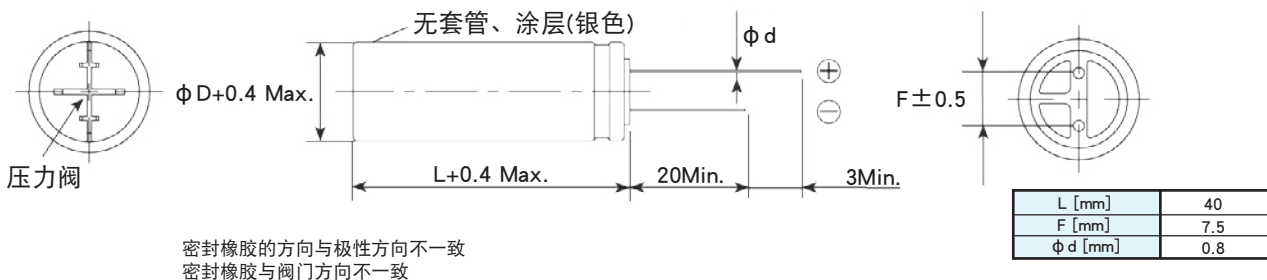 无套管、涂层(银色)
φd
φD+0.4 Max.
F±0.5
压力阀
L+0.4 Max.
20Min.
3Min.
L [mm] 40
F [mm] 7.5
φd [mm] 0.8
密封橡胶的方向与极性方向不一致
密封橡胶与阀门方向不一致